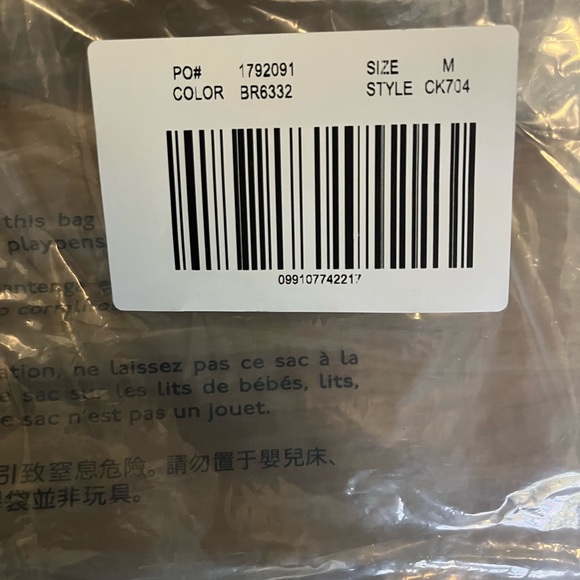 PO# 1792091 SIZE M
COLOR BR6332 STYLE CK704
099107742217
this bag
playpens
ation, ne laissez pas ce sac à la
e sac sur les lits de bébés, lits,
e sac n'est pas un jouet.
引致窒息危險。請勿置于嬰兒床、
袋並非玩具。